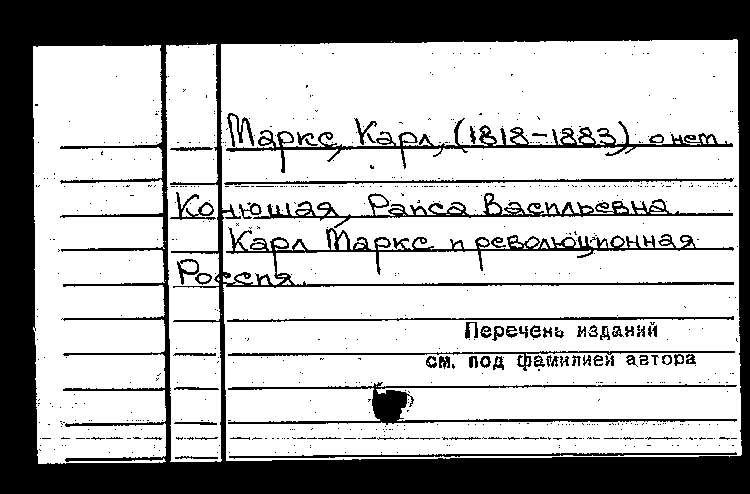 Маркс, Карл, (1818-1883), о нем.
Конюшая, Раиса Васильевна.
Карл Маркс и революционная
Россия.
Перечень изданий
см. под фамилией автора